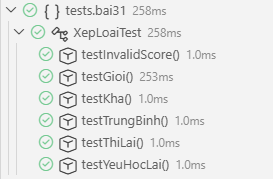 { } tests.bai31 258ms
XepLoaiTest 258ms
testInvalidScore() 1.0ms
testGioi() 253ms
testKha() 1.0ms
testTrungBinh() 1.0ms
testThiLai() 1.0ms
testYeuHocLai() 1.0ms